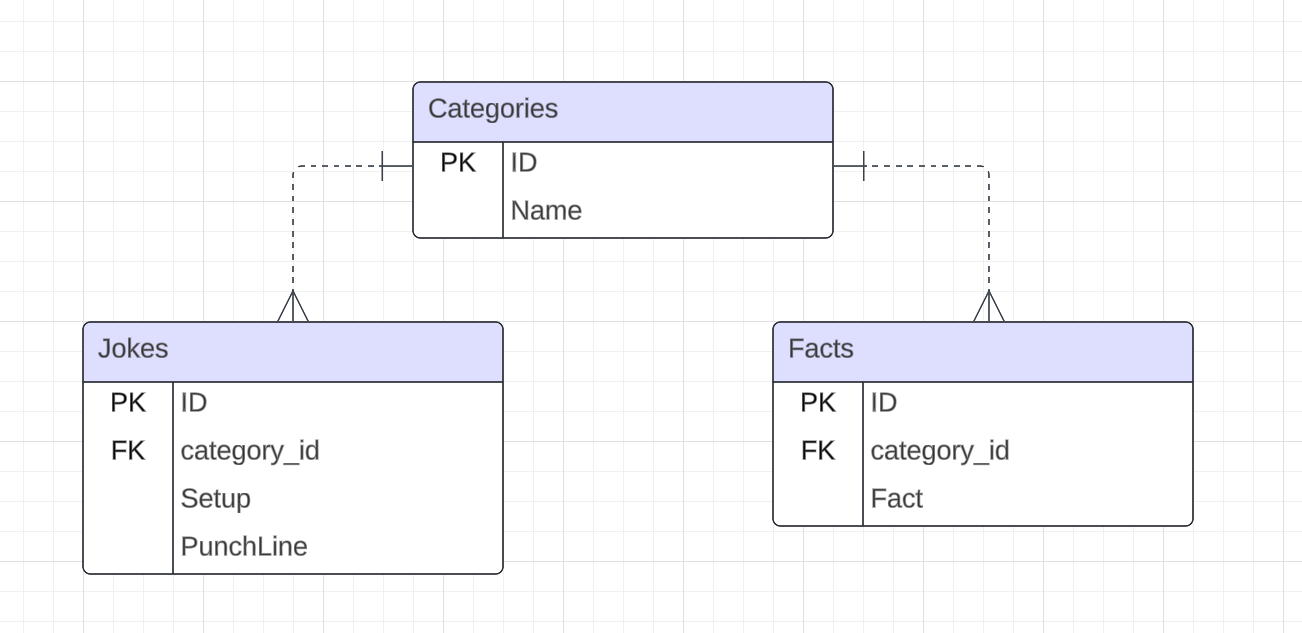 Categories
PK ID
Name
Jokes
PK ID
FK category_id
Setup
PunchLine
Facts
PK ID
FK category_id
Fact